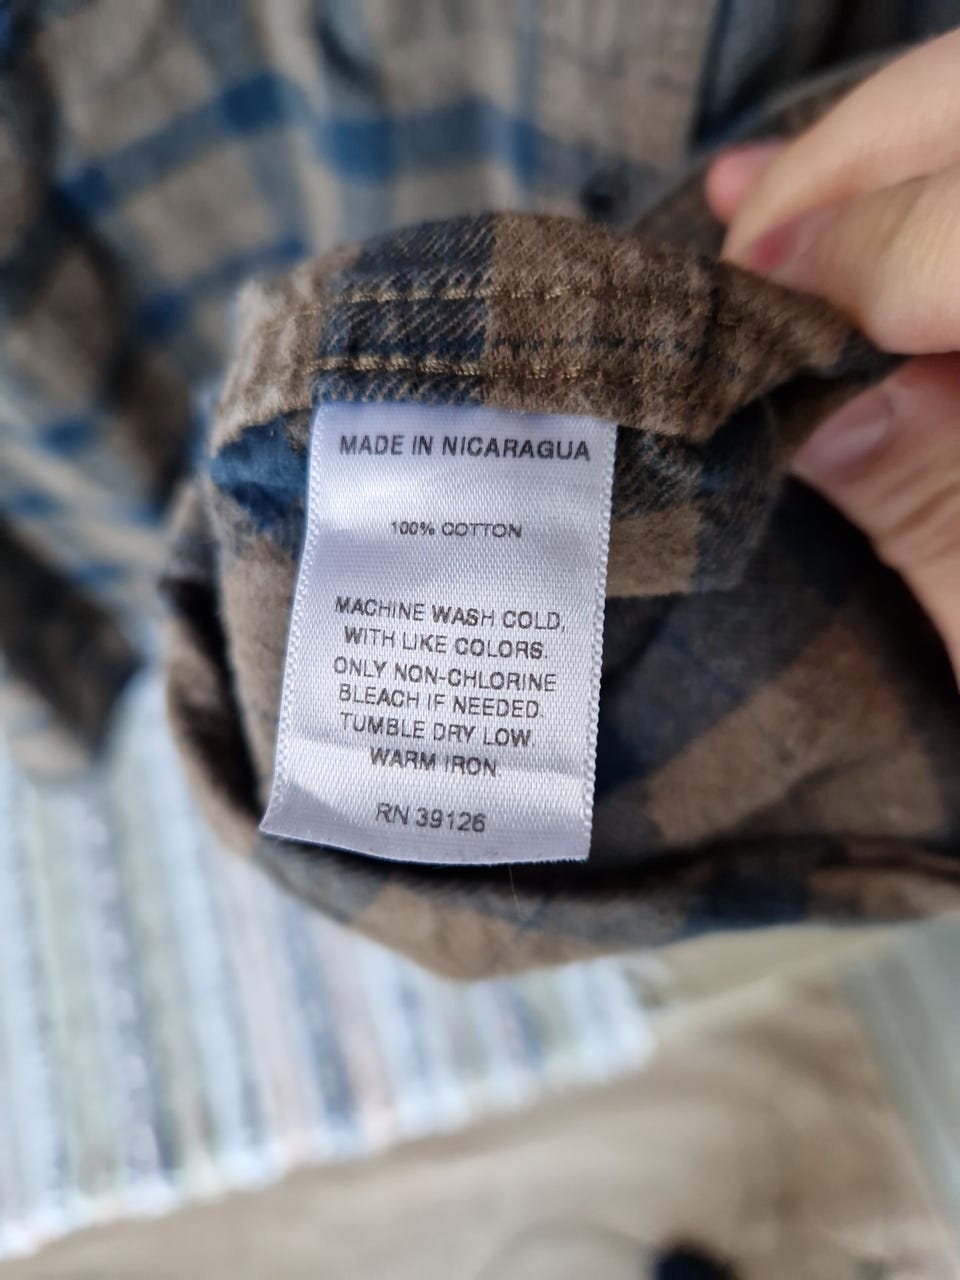 MADE IN NICARAGUA
100% COTTON
MACHINE WASH COLD,
WITH LIKE COLORS.
ONLY NON-CHLORINE
BLEACH IF NEEDED.
TUMBLE DRY LOW.
WARM IRON
RN 39126